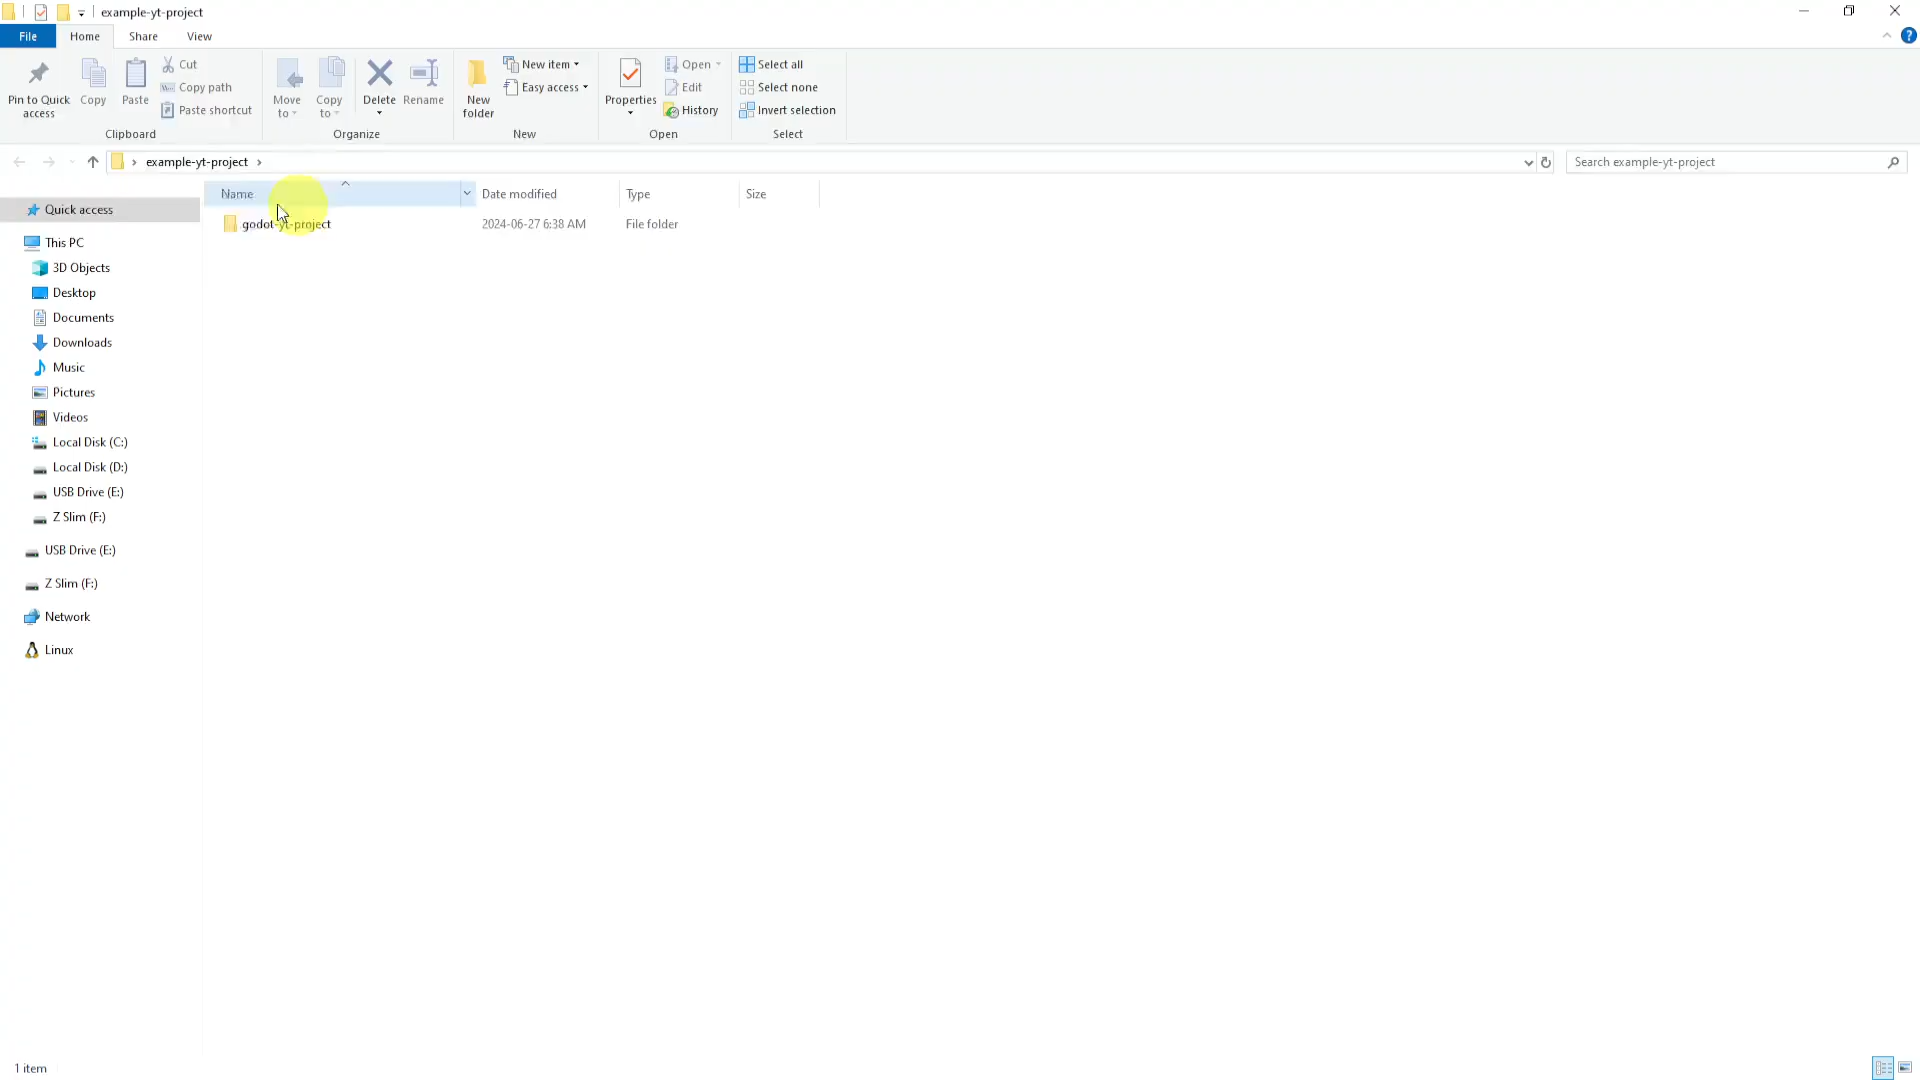 example-yt-project
File Home Share View
Pin to Quick access
Copy
Paste
Cut
Copy path
Paste shortcut
Clipboard
Move to
Copy to
Delete
Rename
Organize
New folder
New item
Easy access
New
Properties
Open
Edit
History
Open
Select all
Select none
Invert selection
Select
example-yt-project
Search example-yt-project
Name Date modified Type Size
godot-yt-project 2024-06-27 6:38 AM File folder
Quick access
This PC
3D Objects
Desktop
Documents
Downloads
Music
Pictures
Videos
Local Disk (C:)
Local Disk (D:)
USB Drive (E:)
Z Slim (F:)
USB Drive (E:)
Z Slim (F:)
Network
Linux
1 item